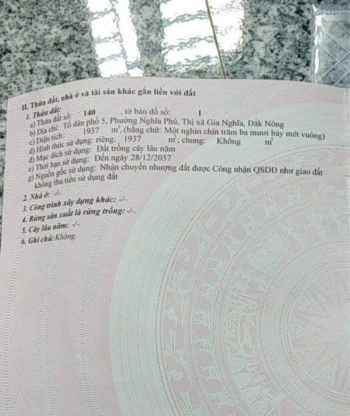 II. Thửa đất, nhà ở và tài sản khác gắn liền với đất
1. Thửa đất:
a) Thửa đất số: 140 , tờ bản đồ số: 1
b) Địa chỉ: Tổ dân phố 5, Phường Nghĩa Phú, Thị xã Gia Nghĩa, Đắk Nông
c) Diện tích: 1937 m², (bằng chữ: Một nghìn chín trăm ba mươi bảy mét vuông)
d) Hình thức sử dụng: riêng: 1937 m²; chung: Không m²
đ) Mục đích sử dụng: Đất trồng cây lâu năm
e) Thời hạn sử dụng: Đến ngày 28/12/2057
g) Nguồn gốc sử dụng: Nhận chuyển nhượng đất được Công nhận QSDĐ như giao đất
không thu tiền sử dụng đất
2. Nhà ở: -/-.
3. Công trình xây dựng khác: -/-.
4. Rừng sản xuất là rừng trồng: -/-.
5. Cây lâu năm: -/-.
6. Ghi chú: Không.